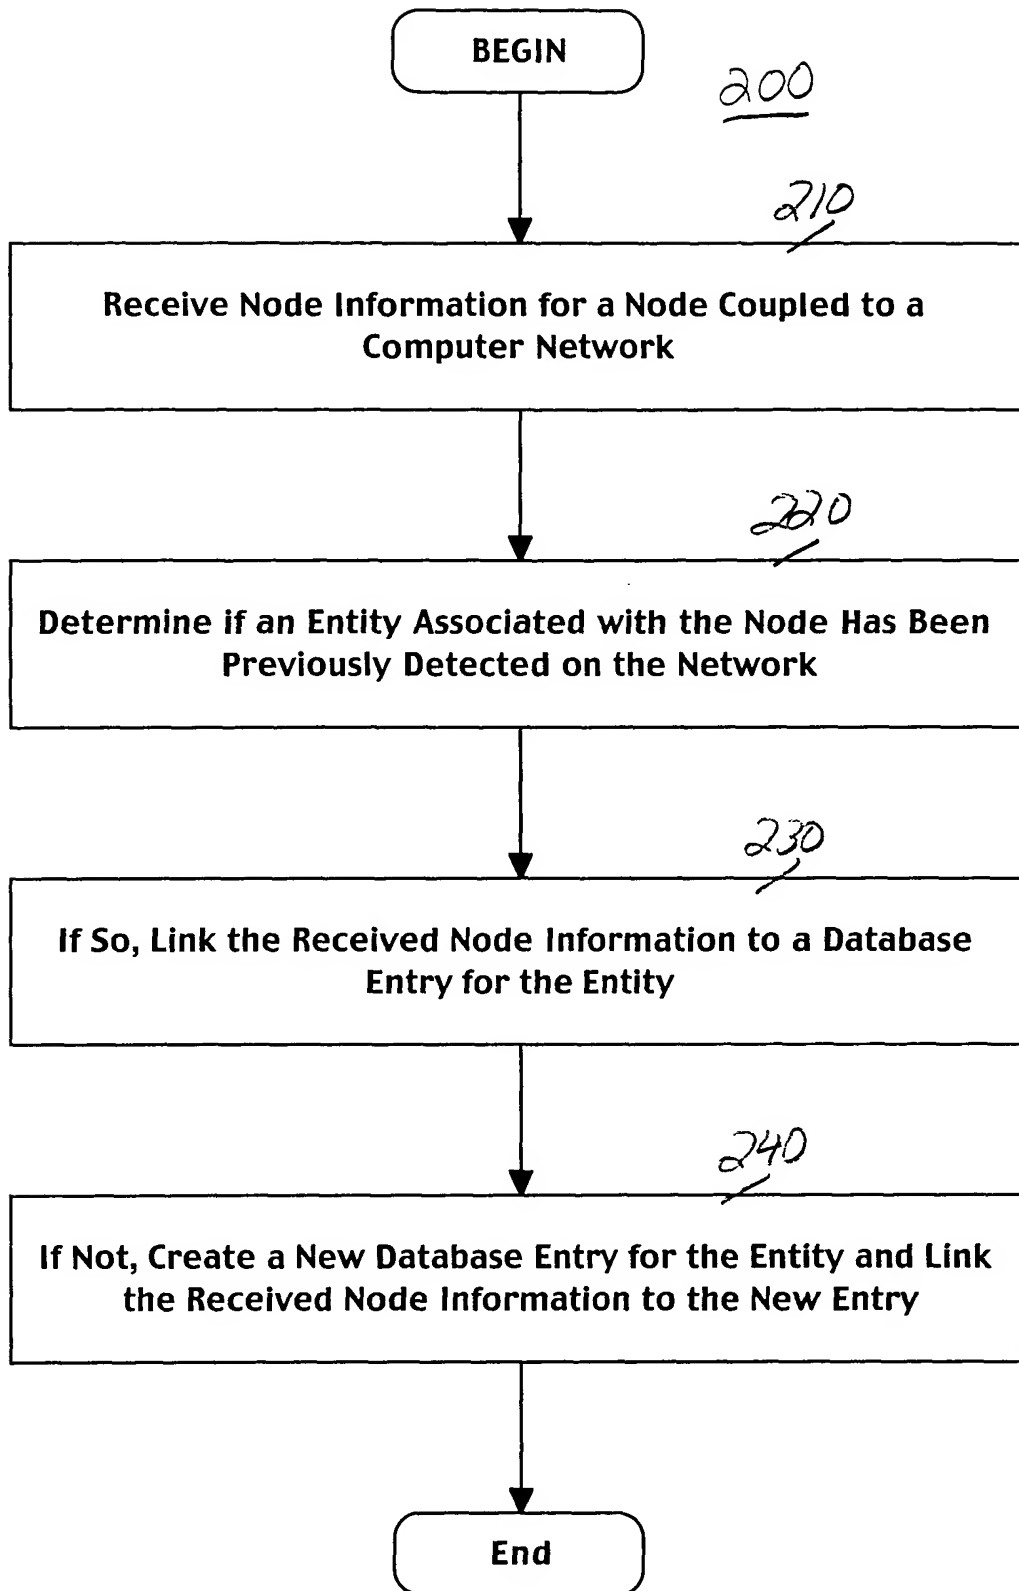 BEGIN
200
210
Receive Node Information for a Node Coupled to a
Computer Network
220
Determine if an Entity Associated with the Node Has Been
Previously Detected on the Network
230
If So, Link the Received Node Information to a Database
Entry for the Entity
240
If Not, Create a New Database Entry for the Entity and Link
the Received Node Information to the New Entry
End